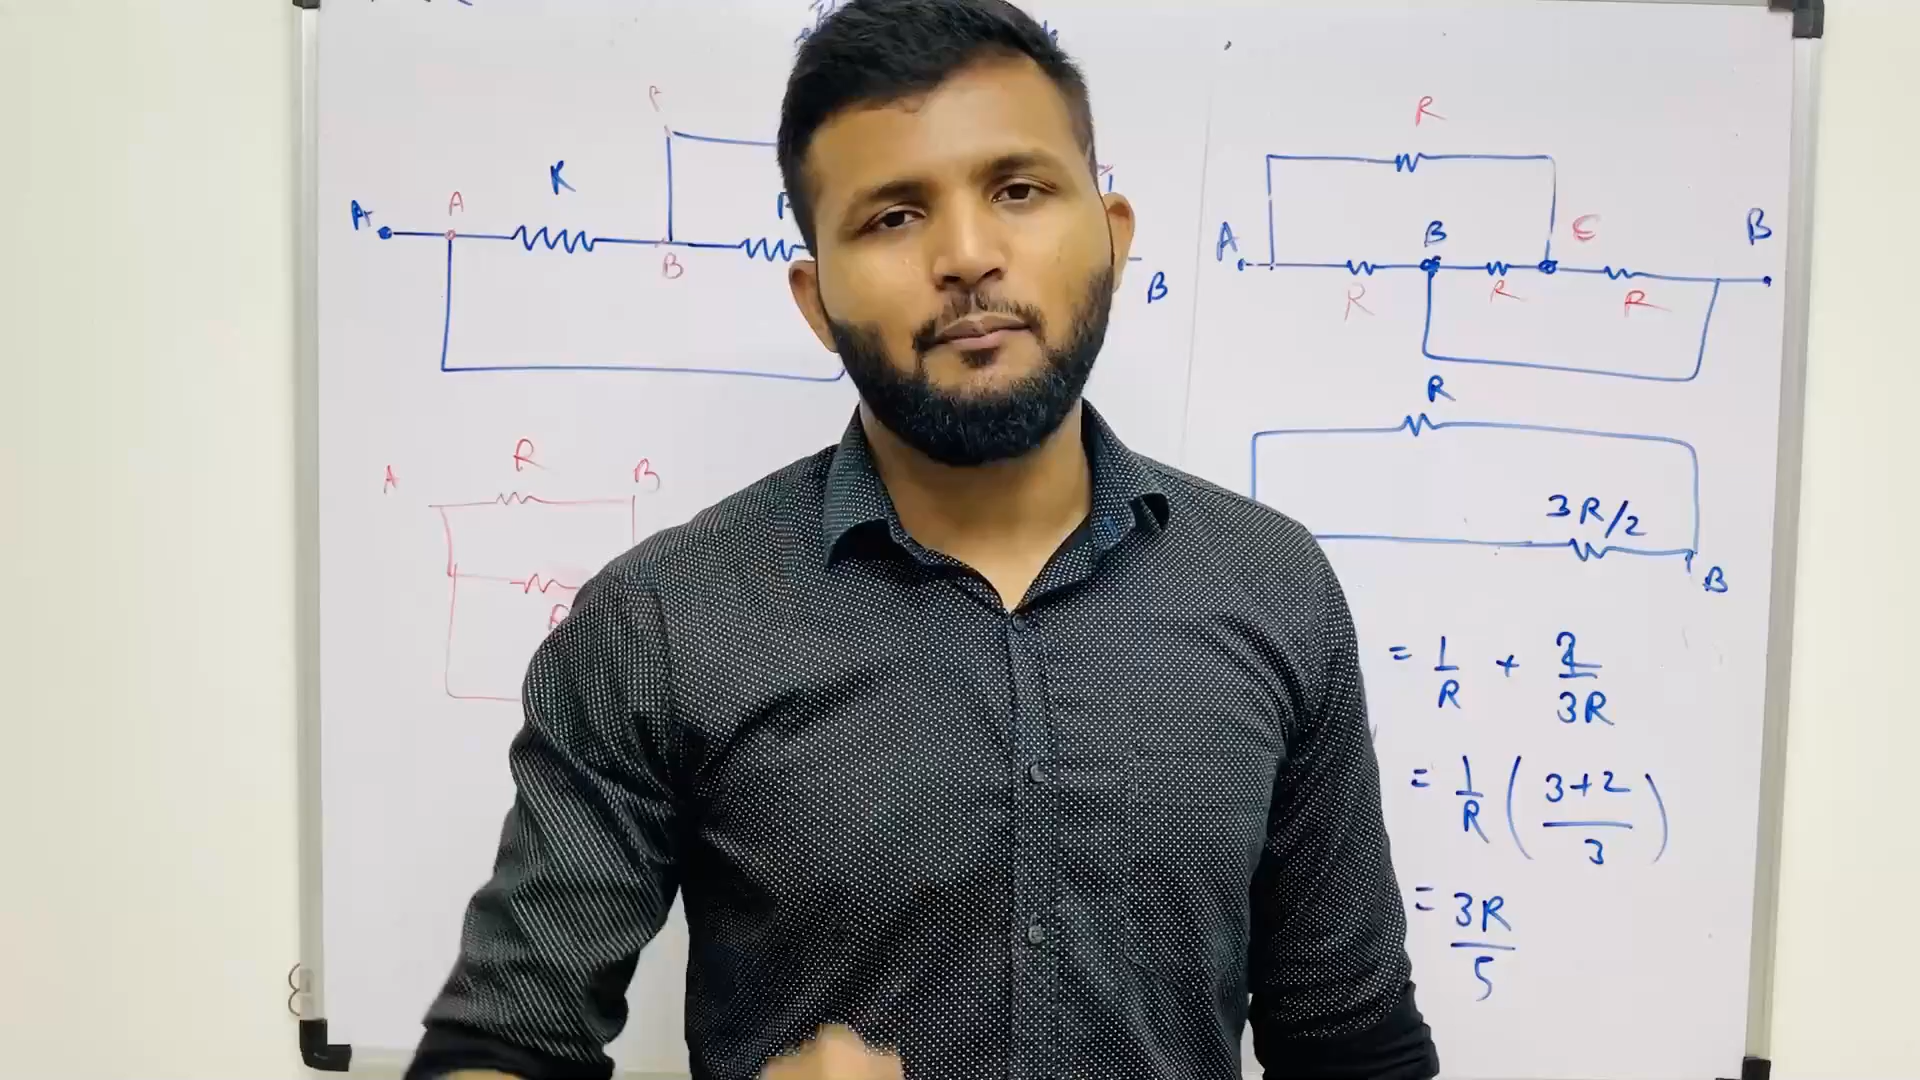 R
A A
R
B
B
R
A B E B
R R R
R
3R/2
B
A R B
= 1/R + 2/3R
= 1/R ( 3+2/3 )
= 3R/5